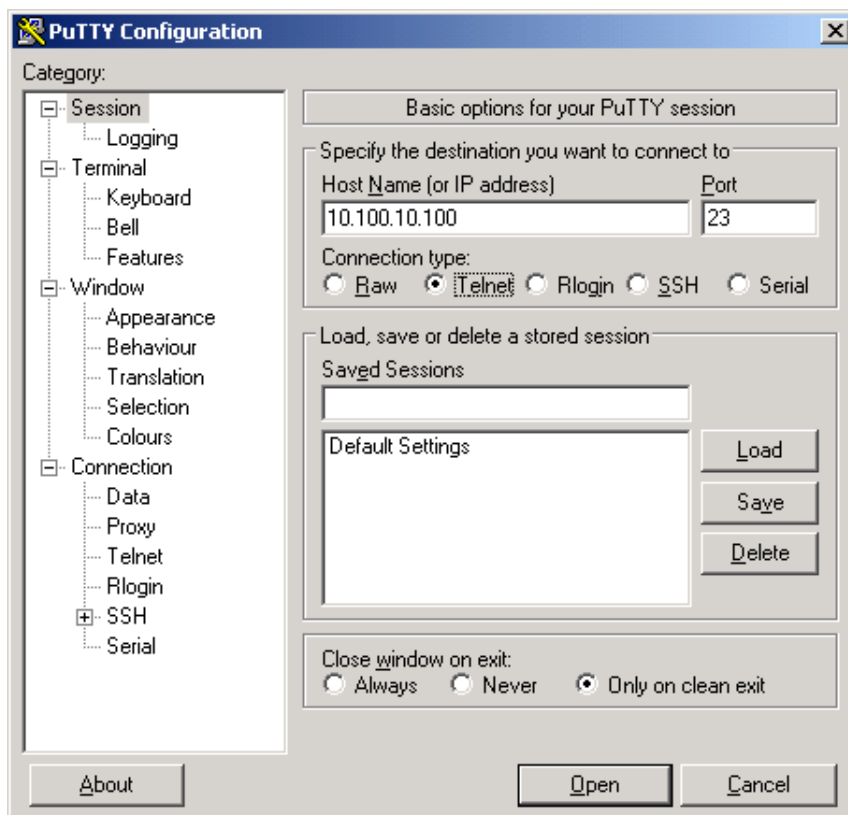 PuTTY Configuration
Category:
Session
Logging
Terminal
Keyboard
Bell
Features
Window
Appearance
Behaviour
Translation
Selection
Colours
Connection
Data
Proxy
Telnet
Rlogin
SSH
Serial
Basic options for your PuTTY session
Specify the destination you want to connect to
Host Name (or IP address) Port
10.100.10.100 23
Connection type:
Raw Telnet Rlogin SSH Serial
Load, save or delete a stored session
Saved Sessions
Default Settings
Load
Save
Delete
Close window on exit:
Always Never Only on clean exit
About Open Cancel